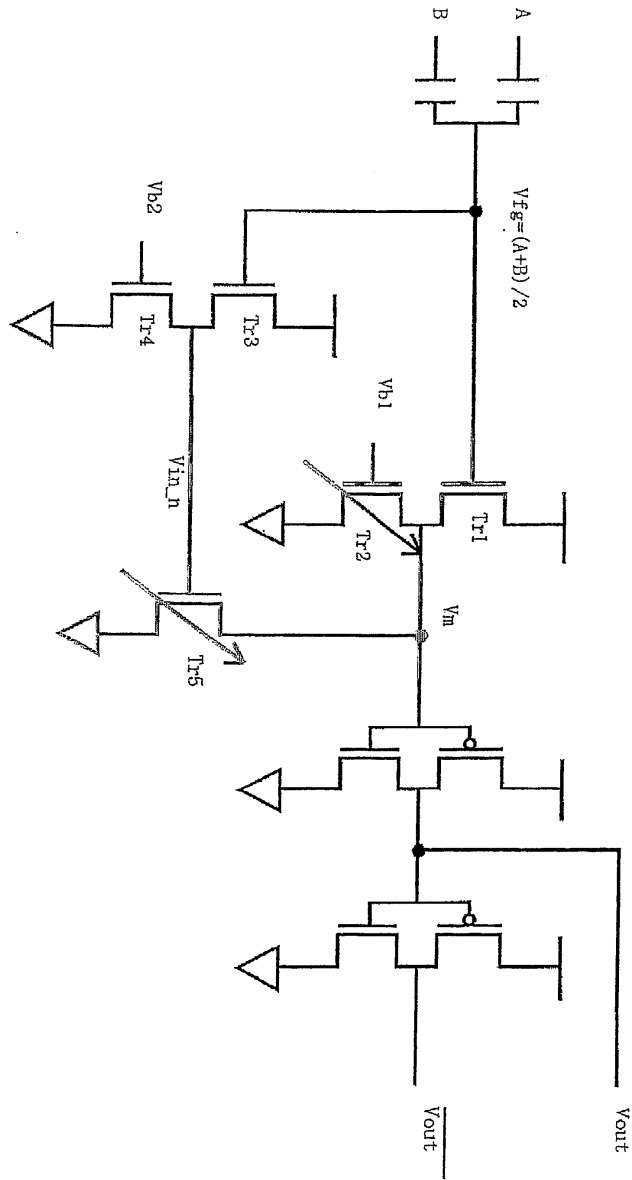 A
B
Vfg=(A+B)/2
Vb2
Tr3
Tr4
Vb1
Tr1
Tr2
Vin_n
Vm
Tr5
Vout
Vout